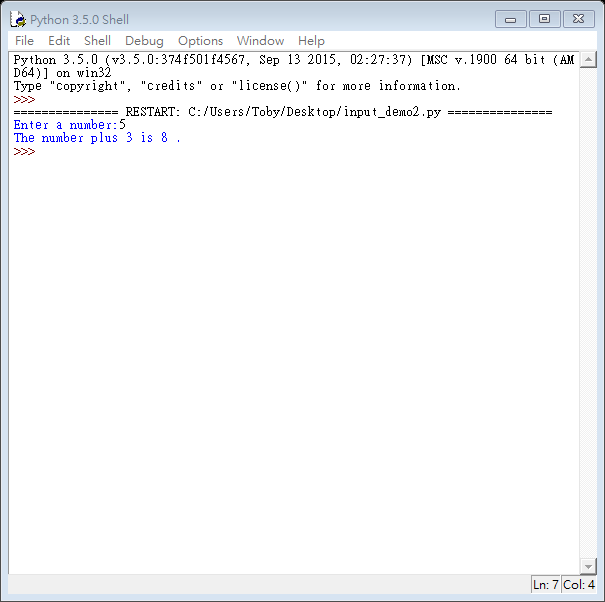 Python 3.5.0 Shell
File Edit Shell Debug Options Window Help
Python 3.5.0 (v3.5.0:374f501f4567, Sep 13 2015, 02:27:37) [MSC v.1900 64 bit (AM
D64)] on win32
Type "copyright", "credits" or "license()" for more information.
>>>
=============== RESTART: C:/Users/Toby/Desktop/input_demo2.py ===============
Enter a number:5
The number plus 3 is 8 .
>>>
Ln: 7 Col: 4